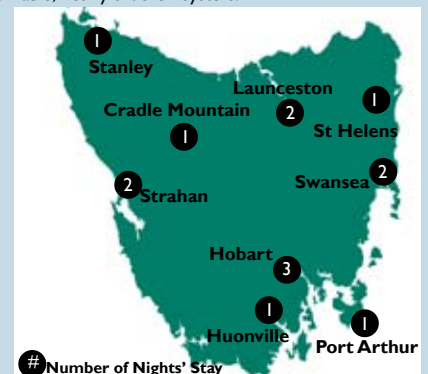 1
Stanley
Launceston
2
1
St Helens
Cradle Mountain
1
2
Strahan
Swansea 2
Hobart
3
1
Huonville
1
Port Arthur
# Number of Nights' Stay